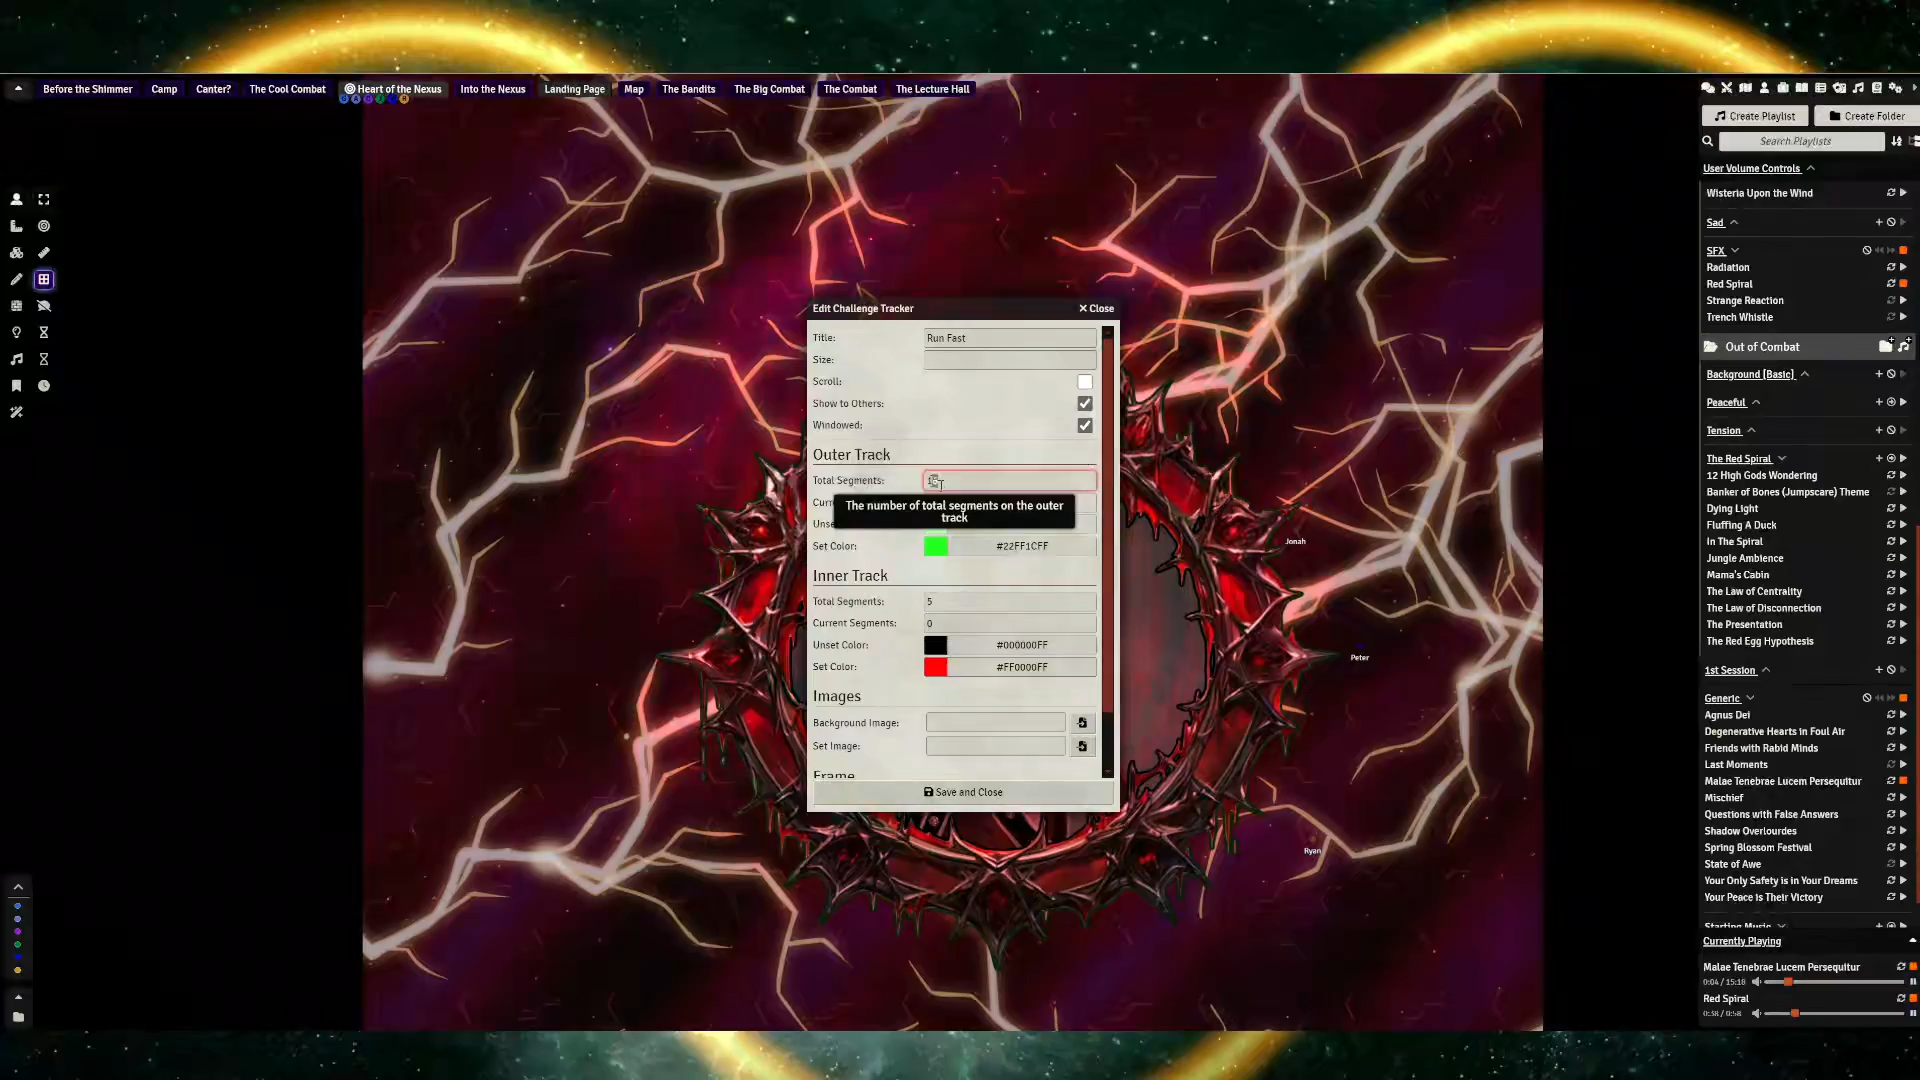 Before the Shimmer
Camp
Canter?
The Cool Combat
Heart of the Nexus
Into the Nexus
Landing Page
Map
The Bandits
The Big Combat
The Combat
The Lecture Hall
Create Playlist
Create Folder
Search Playlists
User Volume Controls
Wisteria Upon the Wind
Sad
SFX
Radiation
Red Spiral
Strange Reaction
Trench Whistle
Out of Combat
Background [Basic]
Peaceful
Tension
The Red Spiral
12 High Gods Wondering
Banker of Bones (Jumpscare) Theme
Dying Light
Fluffing A Duck
In The Spiral
Jungle Ambience
Mama's Cabin
The Law of Centrality
The Law of Disconnection
The Presentation
The Red Egg Hypothesis
1st Session
Generic
Agnus Dei
Degenerative Hearts in Foul Air
Friends with Rabid Minds
Last Moments
Malae Tenebrae Lucem Persequitur
Mischief
Questions with False Answers
Shadow Overlourdes
Spring Blossom Festival
State of Awe
Your Only Safety is in Your Dreams
Your Peace is Their Victory
Starting Music
Currently Playing
Malae Tenebrae Lucem Persequitur
0:04 / 15:18
Red Spiral
0:38 / 0:58
Edit Challenge Tracker
Close
Title: Run Fast
Size:
Scroll:
Show to Others:
Windowed:
Outer Track
Total Segments:
The number of total segments on the outer
track
Set Color: #22FF1CFF
Inner Track
Total Segments: 5
Current Segments: 0
Unset Color: #000000FF
Set Color: #FF0000FF
Images
Background Image:
Set Image:
Frame
Save and Close
Jonah
Peter
Ryan